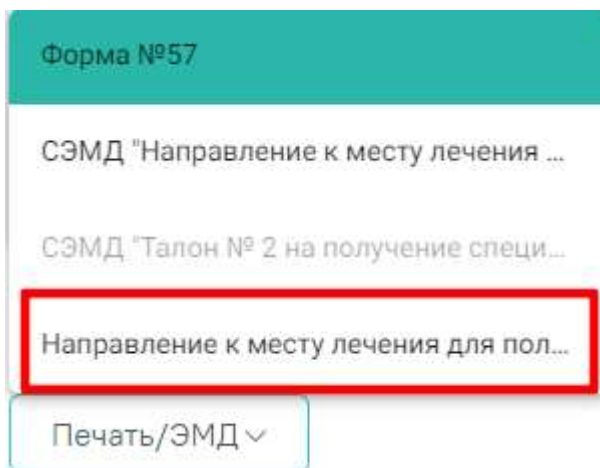 Форма №57
СЭМД "Направление к месту лечения ...
СЭМД "Талон № 2 на получение специ...
Направление к месту лечения для пол...
Печать/ЭМД